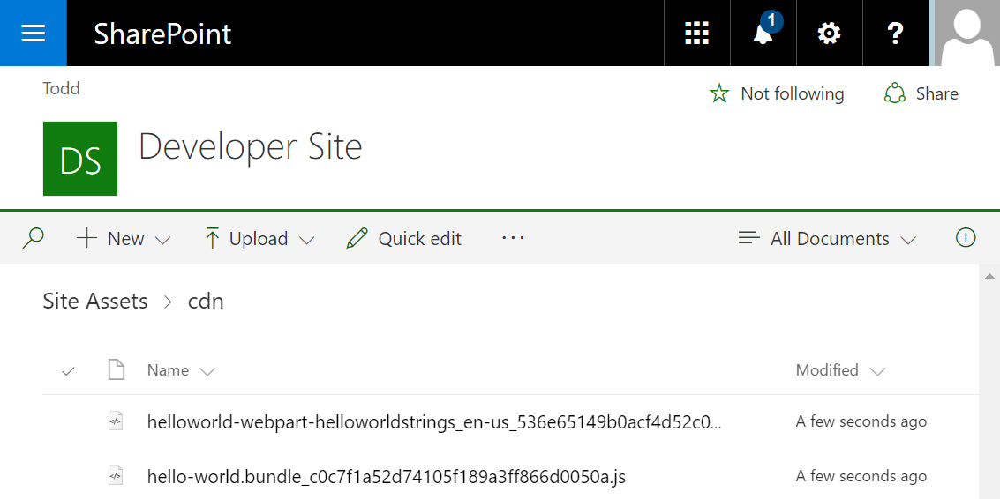 SharePoint
1
?
Todd
Not following
Share
DS
Developer Site
New
Upload
Quick edit
...
All Documents
Site Assets > cdn
Name
Modified
helloworld-webpart-helloworldstrings_en-us_536e65149b0acf4d52c0...
A few seconds ago
hello-world.bundle_c0c7f1a52d74105f189a3ff866d0050a.js
A few seconds ago